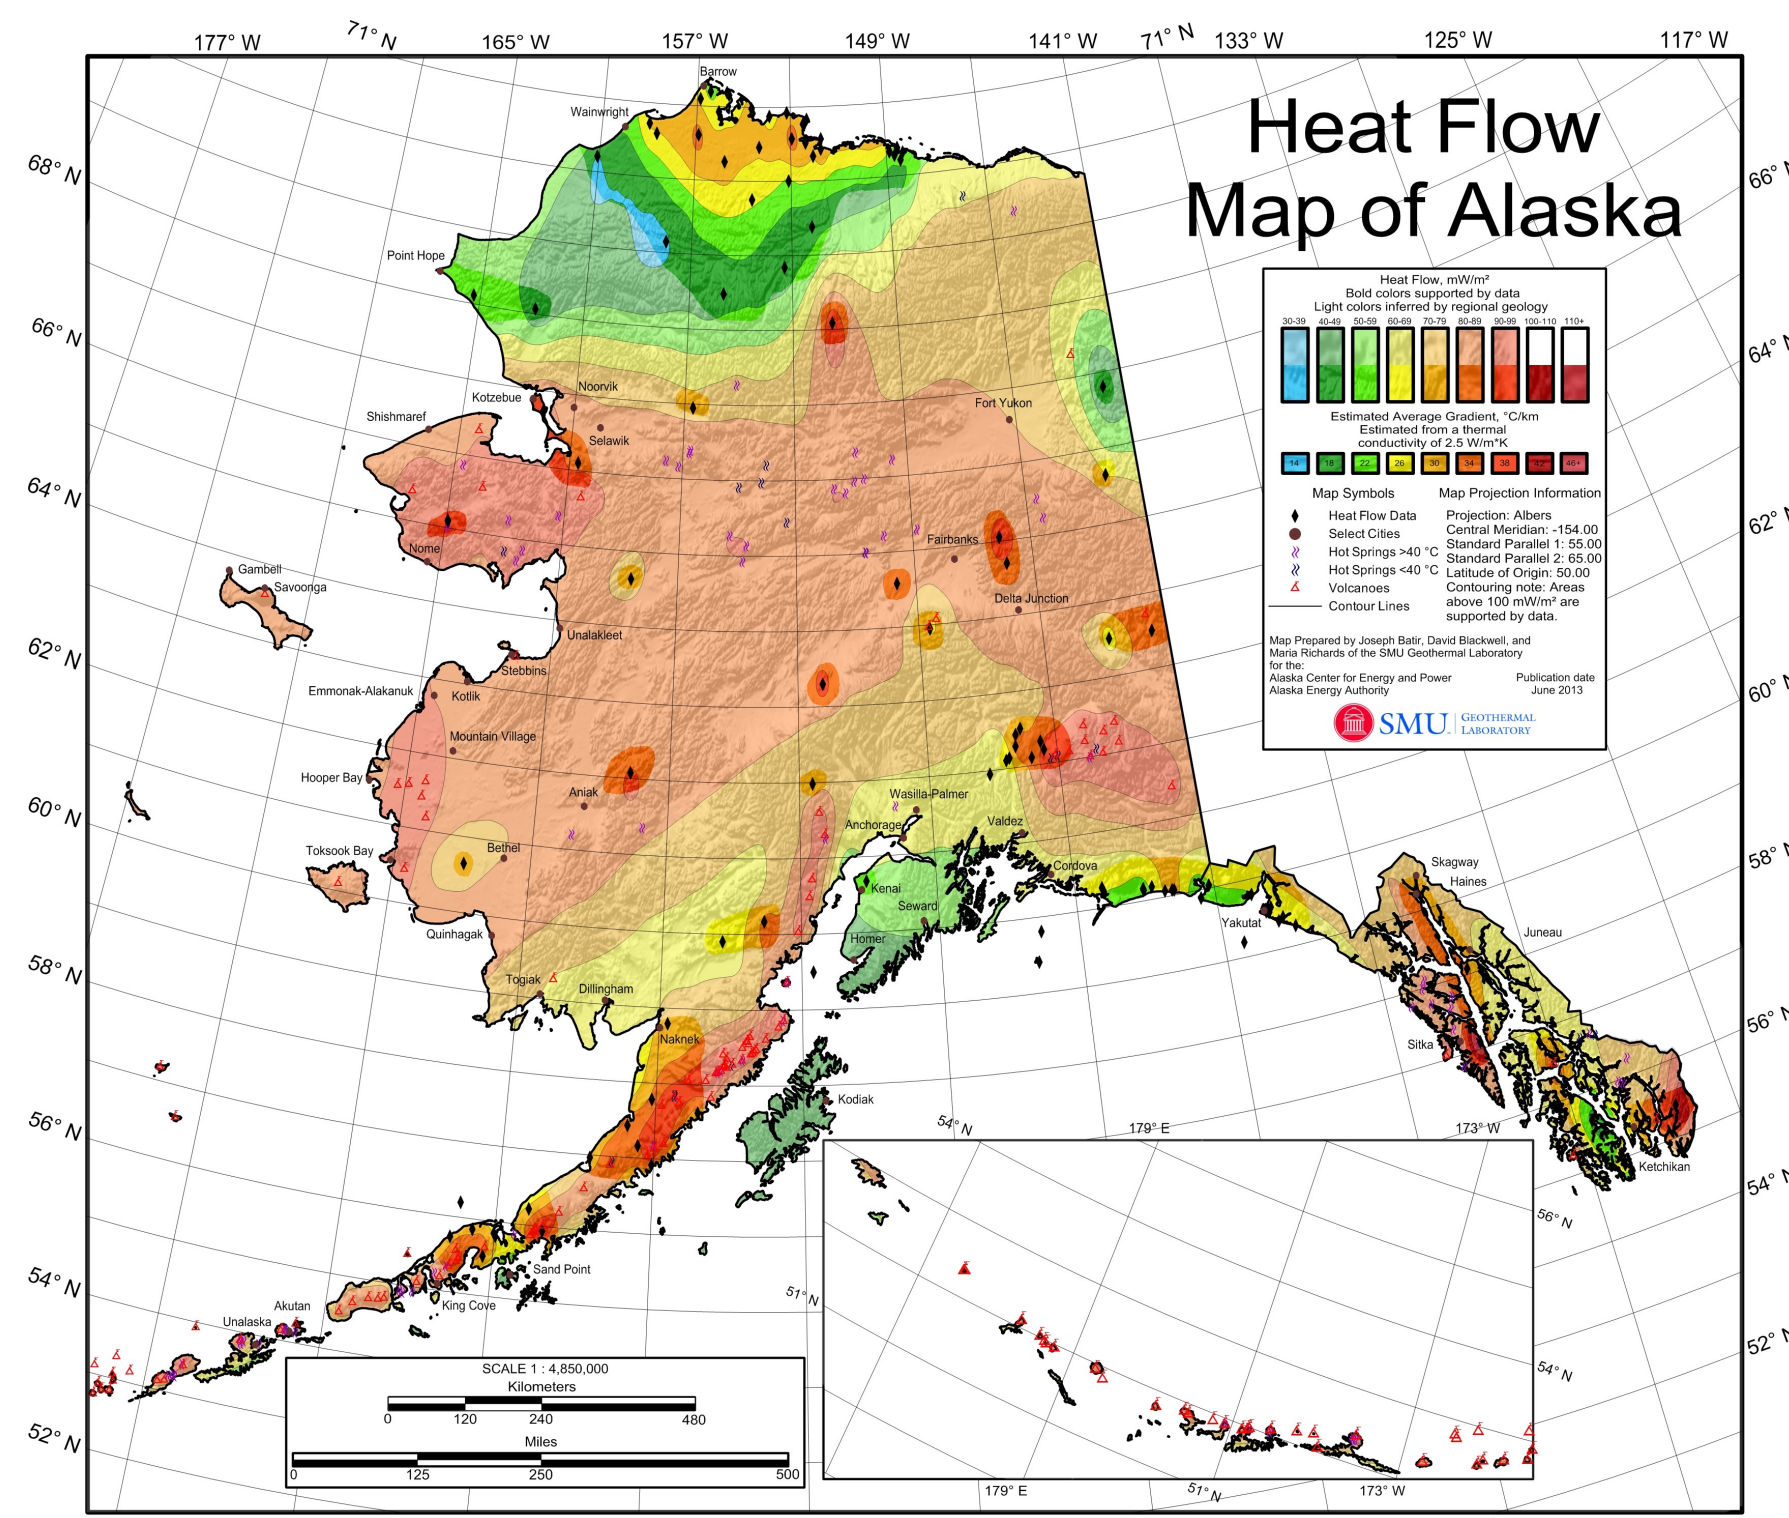 177° W
71° N
165° W
157° W
149° W
141° W
71° N
133° W
125° W
117° W
68° N
66° N
64° N
62° N
60° N
58° N
56° N
54° N
52° N
66° N
64° N
62° N
60° N
58° N
56° N
54° N
52° N
Heat Flow
Map of Alaska
Heat Flow, mW/m²
Bold colors supported by data
Light colors inferred by regional geology
30-39 40-49 50-59 60-69 70-79 80-89 90-99 100-110 110+
Estimated Average Gradient, °C/km
Estimated from a thermal
conductivity of 2.5 W/m*K
14 18 22 26 30 34 38 42 46+
Map Symbols
Heat Flow Data
Select Cities
Hot Springs >40 °C
Hot Springs <40 °C
Volcanoes
Contour Lines
Map Projection Information
Projection: Albers
Central Meridian: -154.00
Standard Parallel 1: 55.00
Standard Parallel 2: 65.00
Latitude of Origin: 50.00
Contouring note: Areas
above 100 mW/m² are
supported by data.
Map Prepared by Joseph Batir, David Blackwell, and
Maria Richards of the SMU Geothermal Laboratory
for the:
Alaska Center for Energy and Power
Alaska Energy Authority
Publication date
June 2013
SMU
GEOTHERMAL
LABORATORY
Barrow
Wainwright
Point Hope
Noorvik
Kotzebue
Shishmaref
Selawik
Fort Yukon
Nome
Fairbanks
Gambell
Savoonga
Delta Junction
Unalakleet
Stebbins
Emmonak-Alakanuk
Kotlik
Mountain Village
Hooper Bay
Aniak
Wasilla-Palmer
Anchorage
Valdez
Toksook Bay
Bethel
Cordova
Kenai
Seward
Homer
Yakutat
Skagway
Haines
Juneau
Quinhagak
Togiak
Dillingham
Naknek
Sitka
Kodiak
Ketchikan
Sand Point
King Cove
Akutan
Unalaska
54° N
179° E
173° W
56° N
51° N
54° N
179° E
51° N
173° W
SCALE 1 : 4,850,000
Kilometers
0 120 240 480
Miles
0 125 250 500